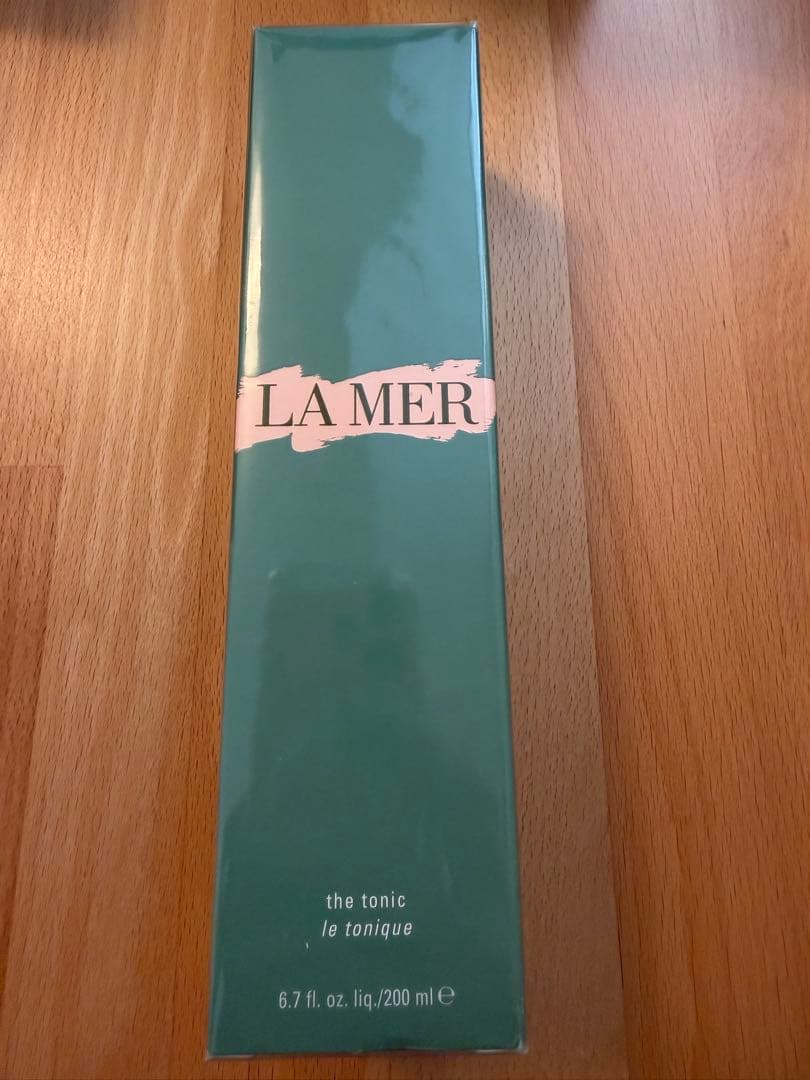 LA MER
the tonic
le tonique
6.7 fl. oz. liq./200 ml ℮